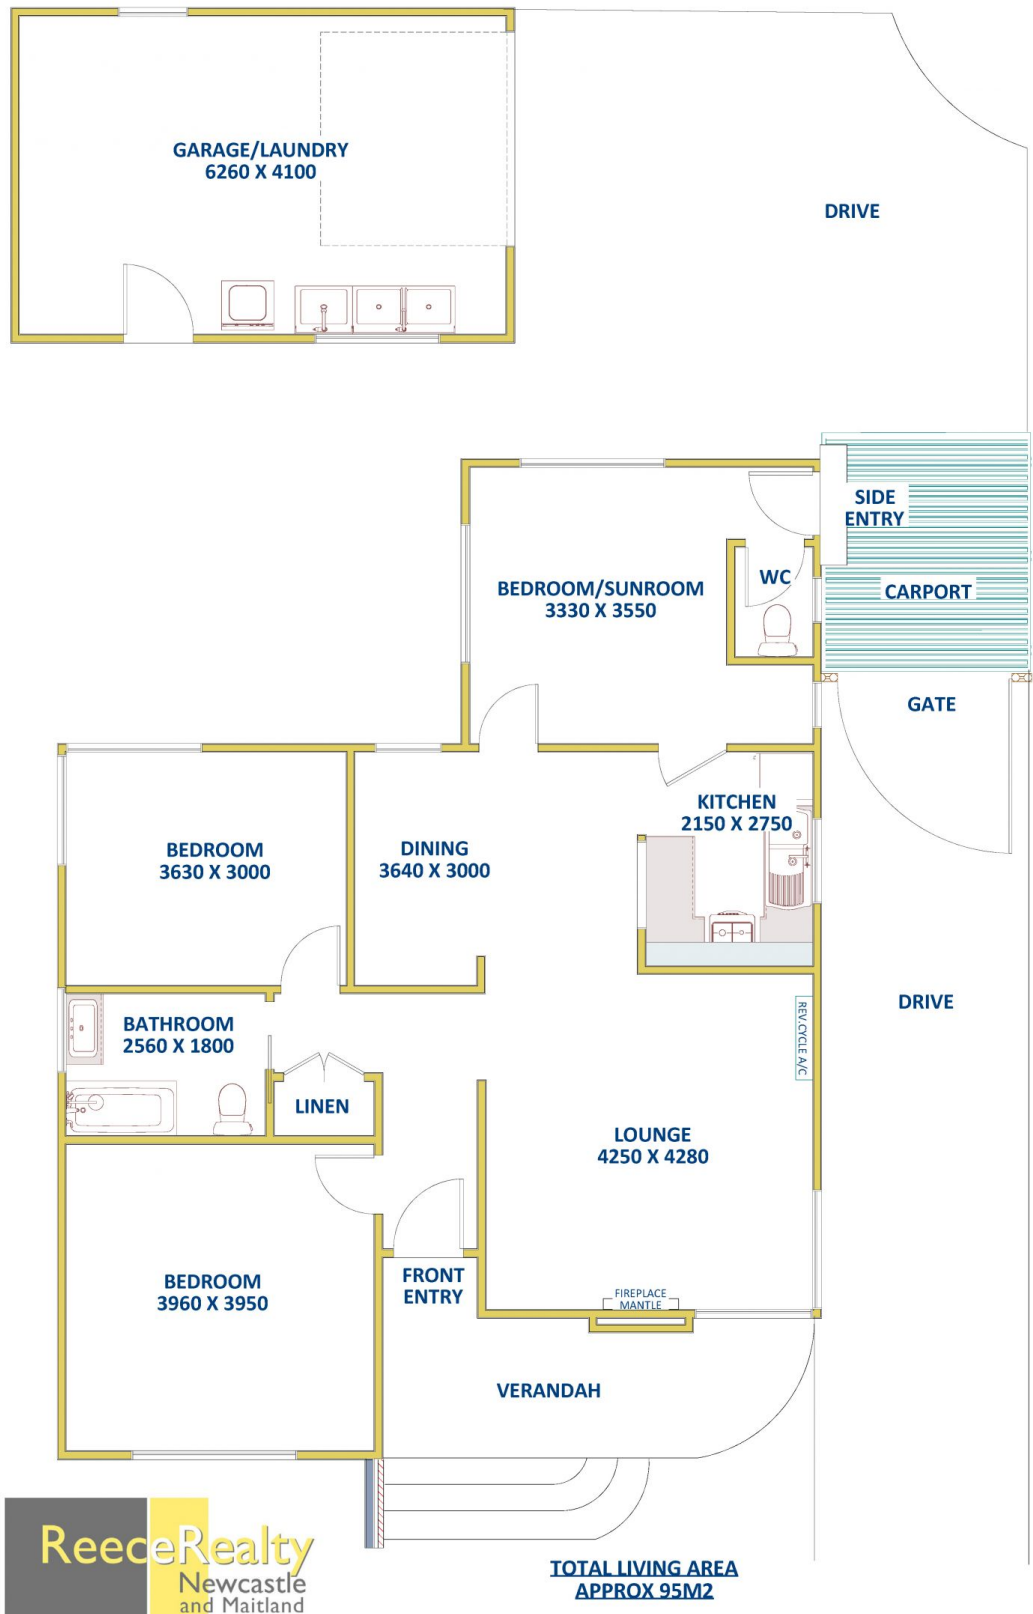 GARAGE/LAUNDRY
6260 X 4100
DRIVE
SIDE
ENTRY
WC
BEDROOM/SUNROOM
3330 X 3550
CARPORT
GATE
KITCHEN
2150 X 2750
BEDROOM
3630 X 3000
DINING
3640 X 3000
DRIVE
BATHROOM
2560 X 1800
REV.CYCLE A/C
LINEN
LOUNGE
4250 X 4280
BEDROOM
3960 X 3950
FRONT
ENTRY
FIREPLACE
MANTLE
VERANDAH
ReeceRealty
Newcastle
and Maitland
TOTAL LIVING AREA
APPROX 95M2